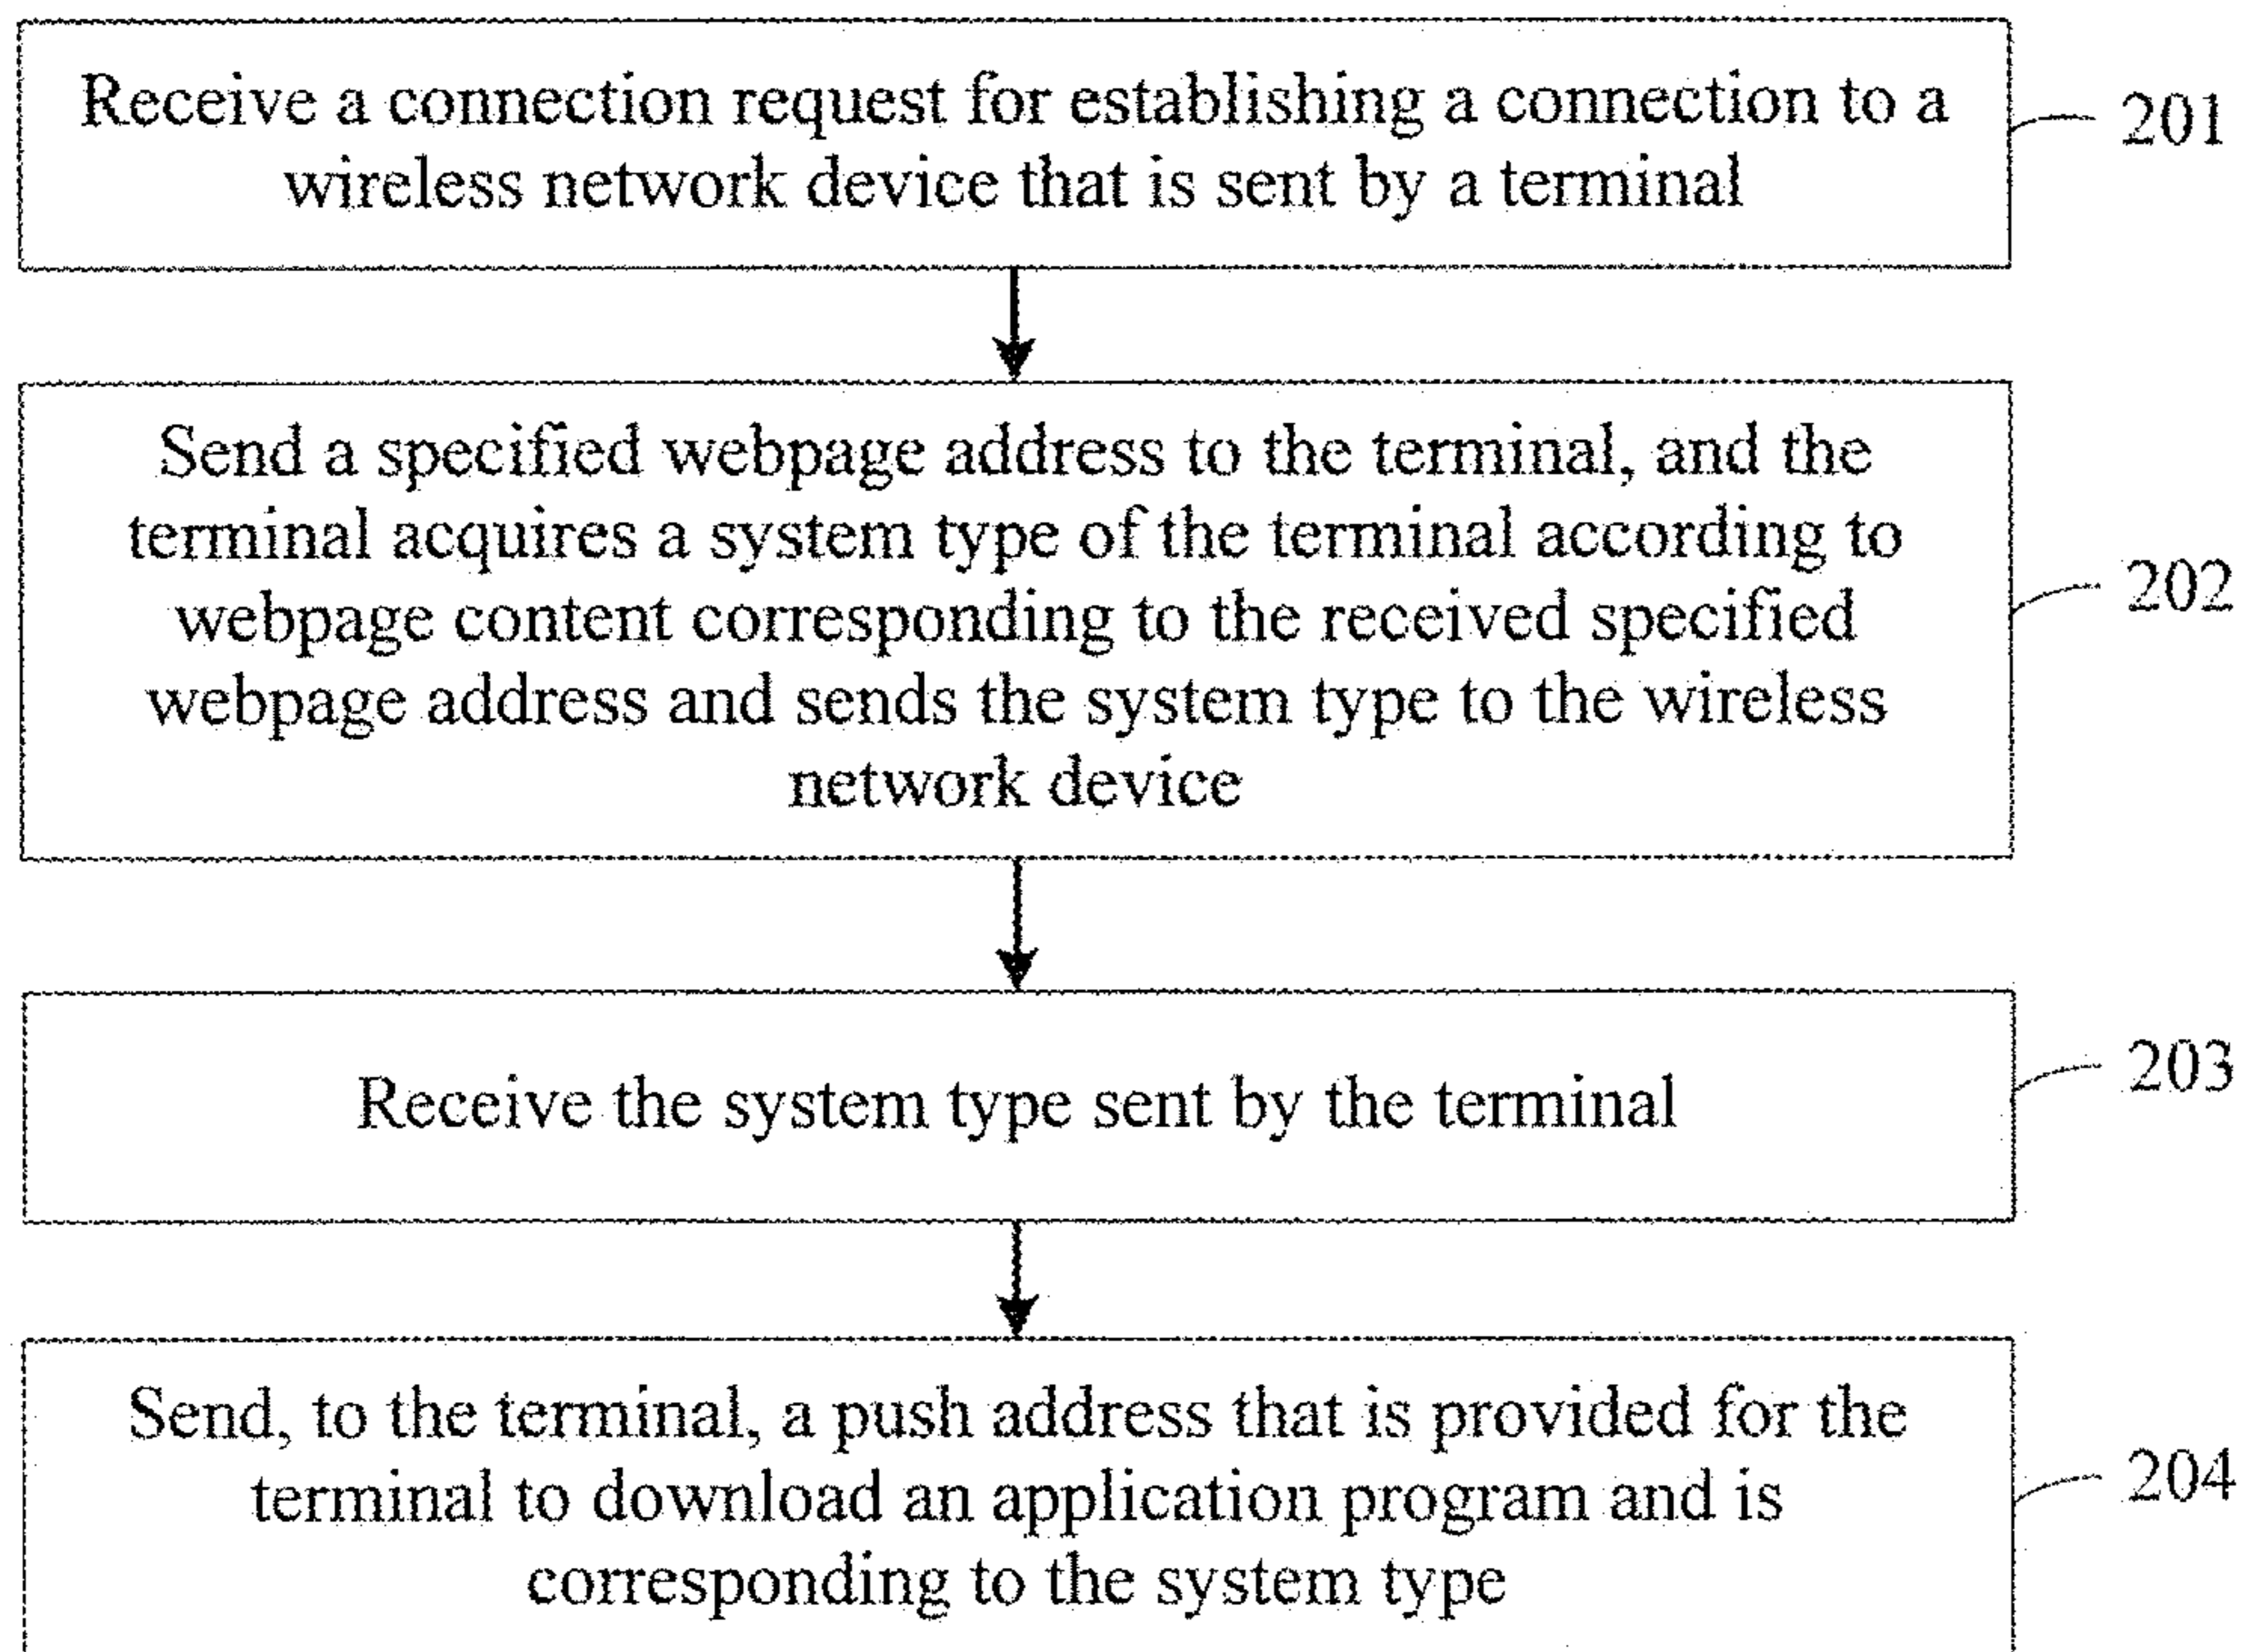 Receive a connection request for establishing a connection to a
wireless network device that is sent by a terminal
201
Send a specified webpage address to the terminal, and the
terminal acquires a system type of the terminal according to
webpage content corresponding to the received specified
webpage address and sends the system type to the wireless
network device
202
Receive the system type sent by the terminal
203
Send, to the terminal, a push address that is provided for the
terminal to download an application program and is
corresponding to the system type
204